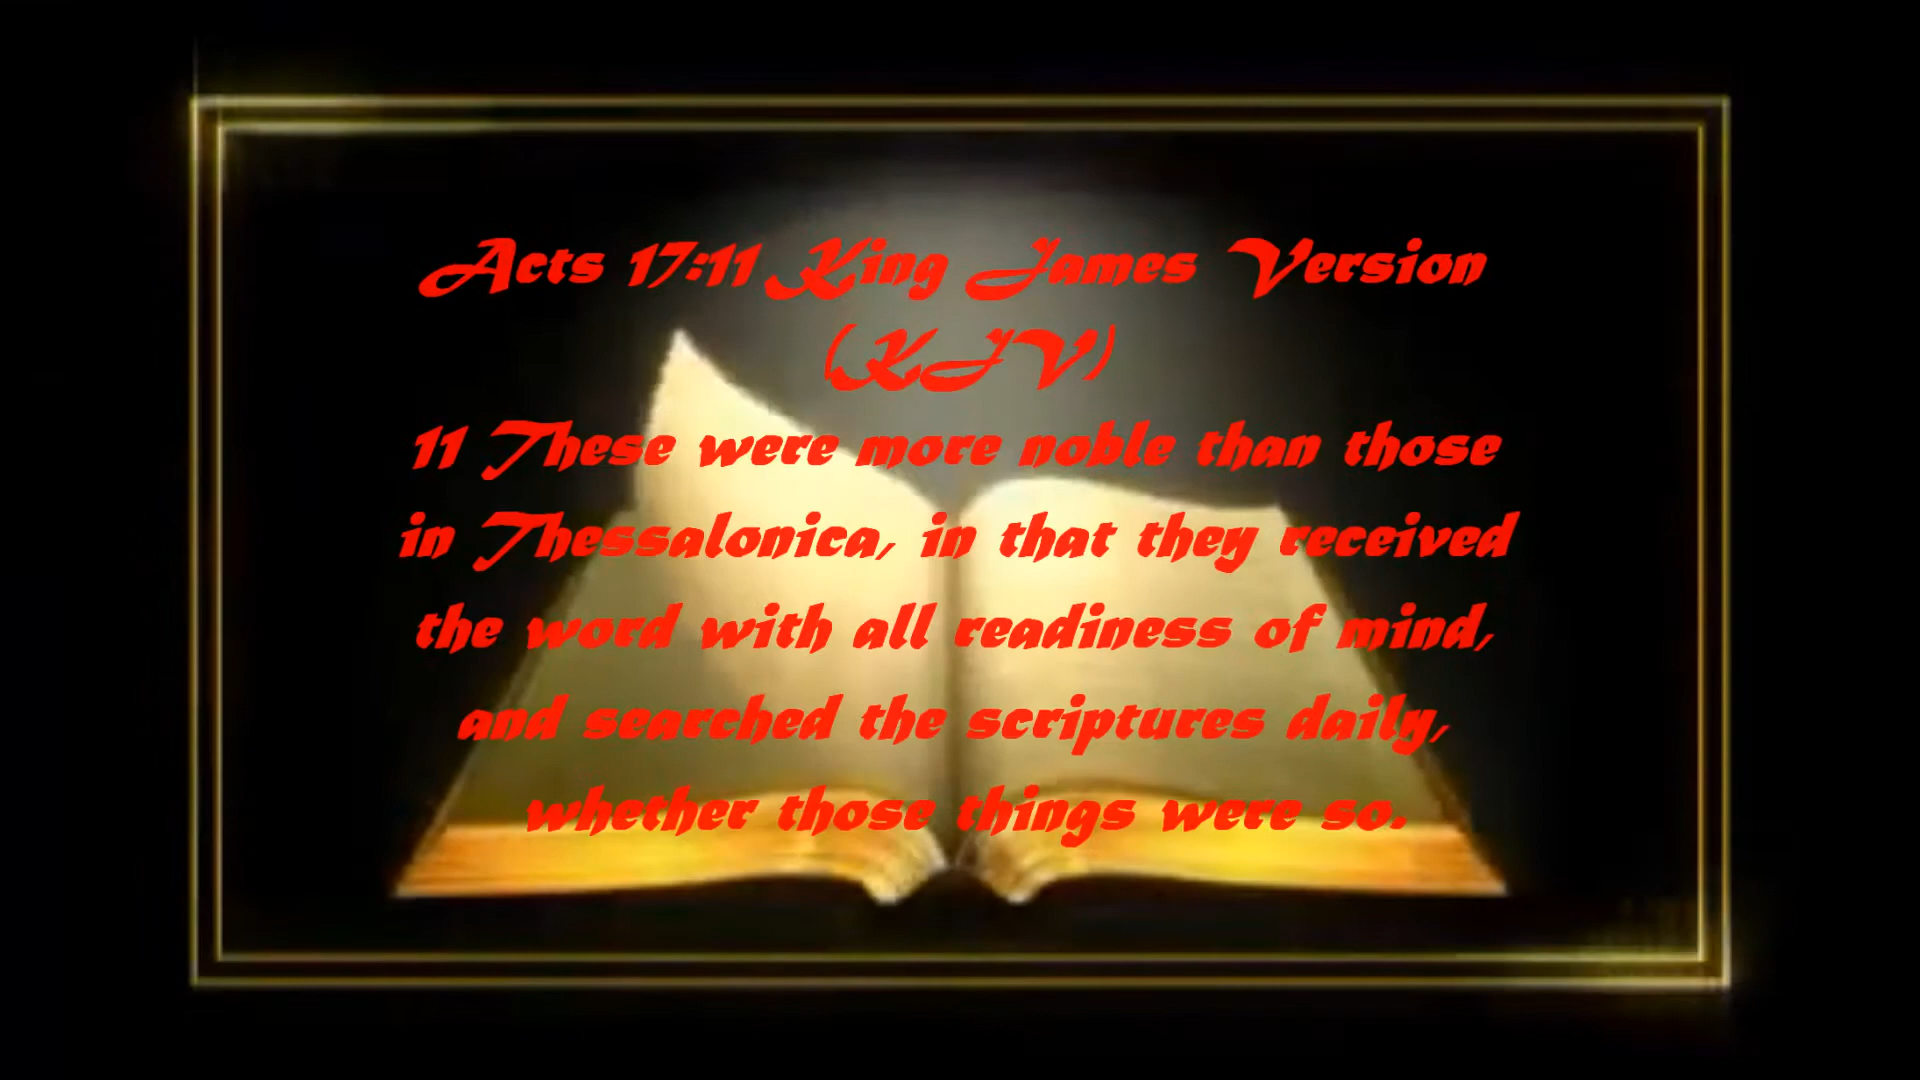 Acts 17:11 King James Version
(KJV)
11 These were more noble than those
in Thessalonica, in that they received
the word with all readiness of mind,
and searched the scriptures daily,
whether those things were so.